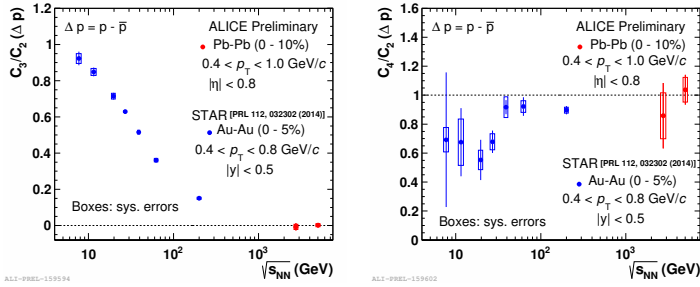 C3/C2 (Δ p)
Δ p = p - p̅
ALICE Preliminary
Pb-Pb (0 - 10%)
0.4 < pT < 1.0 GeV/c
|η| < 0.8
STAR [PRL 112, 032302 (2014)]
Au-Au (0 - 5%)
0.4 < pT < 0.8 GeV/c
|y| < 0.5
Boxes: sys. errors
1.2
1
0.8
0.6
0.4
0.2
0
10
10²
10³
√sNN (GeV)
ALI-PREL-159594
C4/C2 (Δ p)
Δ p = p - p̅
ALICE Preliminary
Pb-Pb (0 - 10%)
0.4 < pT < 1.0 GeV/c
|η| < 0.8
STAR [PRL 112, 032302 (2014)]
Au-Au (0 - 5%)
0.4 < pT < 0.8 GeV/c
|y| < 0.5
Boxes: sys. errors
1.6
1.4
1.2
1
0.8
0.6
0.4
0.2
0
10
10²
10³
√sNN (GeV)
ALI-PREL-159602